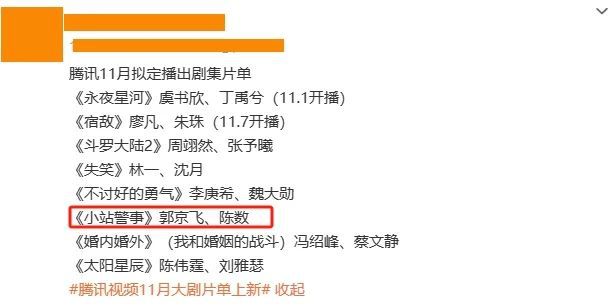 腾讯11月拟定播出剧集片单
《永夜星河》虞书欣、丁禹兮（11.1开播）
《宿敌》廖凡、朱珠（11.7开播）
《斗罗大陆2》周翊然、张予曦
《失笑》林一、沈月
《不讨好的勇气》李庚希、魏大勋
《小站警事》郭京飞、陈数
《婚内婚外》（我和婚姻的战斗）冯绍峰、蔡文静
《太阳星辰》陈伟霆、刘雅瑟
#腾讯视频11月大剧片单上新# 收起